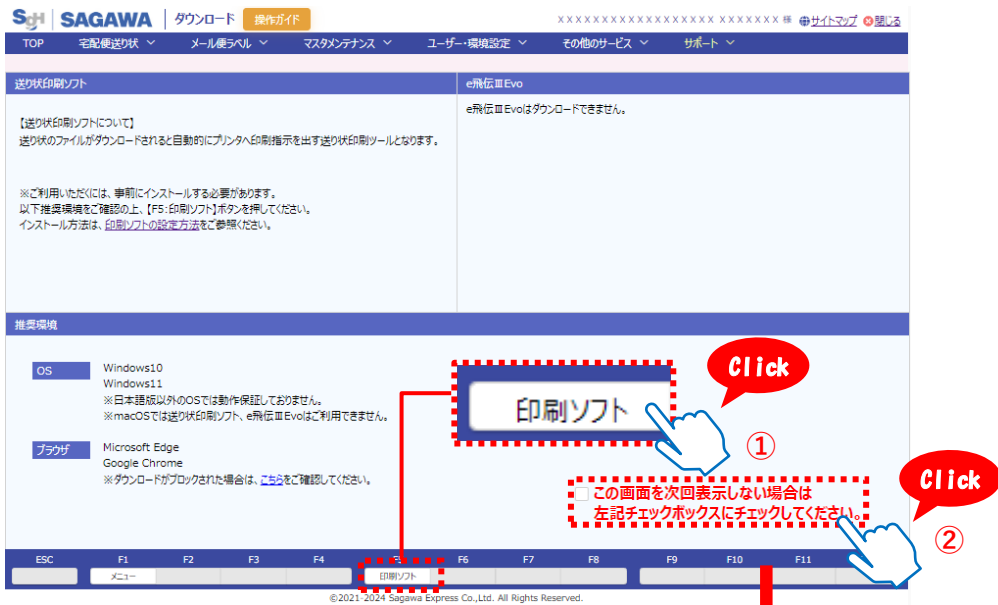 SGH SAGAWA ダウンロード 操作ガイド XXXXXXXXXXXXXXXXXXXX XXXXXXX 様 サイトマップ 閉じる
TOP 宅配便送り状 メール便ラベル マスタメンテナンス ユーザー・環境設定 その他のサービス サポート
送り状印刷ソフト
e飛伝ⅢEvo
【送り状印刷ソフトについて】
送り状のファイルがダウンロードされると自動的にプリンタへ印刷指示を出す送り状印刷ツールとなります。
※ご利用いただくには、事前にインストールする必要があります。
以下推奨環境をご確認の上、【F5:印刷ソフト】ボタンを押してください。
インストール方法は、印刷ソフトの設定方法をご参照ください。
e飛伝ⅢEvoはダウンロードできません。
推奨環境
OS
Windows10
Windows11
※日本語版以外のOSでは動作保証しておりません。
※macOSでは送り状印刷ソフト、e飛伝ⅢEvoはご利用できません。
ブラウザ
Microsoft Edge
Google Chrome
※ダウンロードがブロックされた場合は、こちらをご確認してください。
Click
印刷ソフト
①
この画面を次回表示しない場合は
左記チェックボックスにチェックしてください。
Click
②
ESC F1 F2 F3 F4 F6 F7 F8 F9 F10 F11
メニュー 印刷ソフト
©2021-2024 Sagawa Express Co.,Ltd. All Rights Reserved.